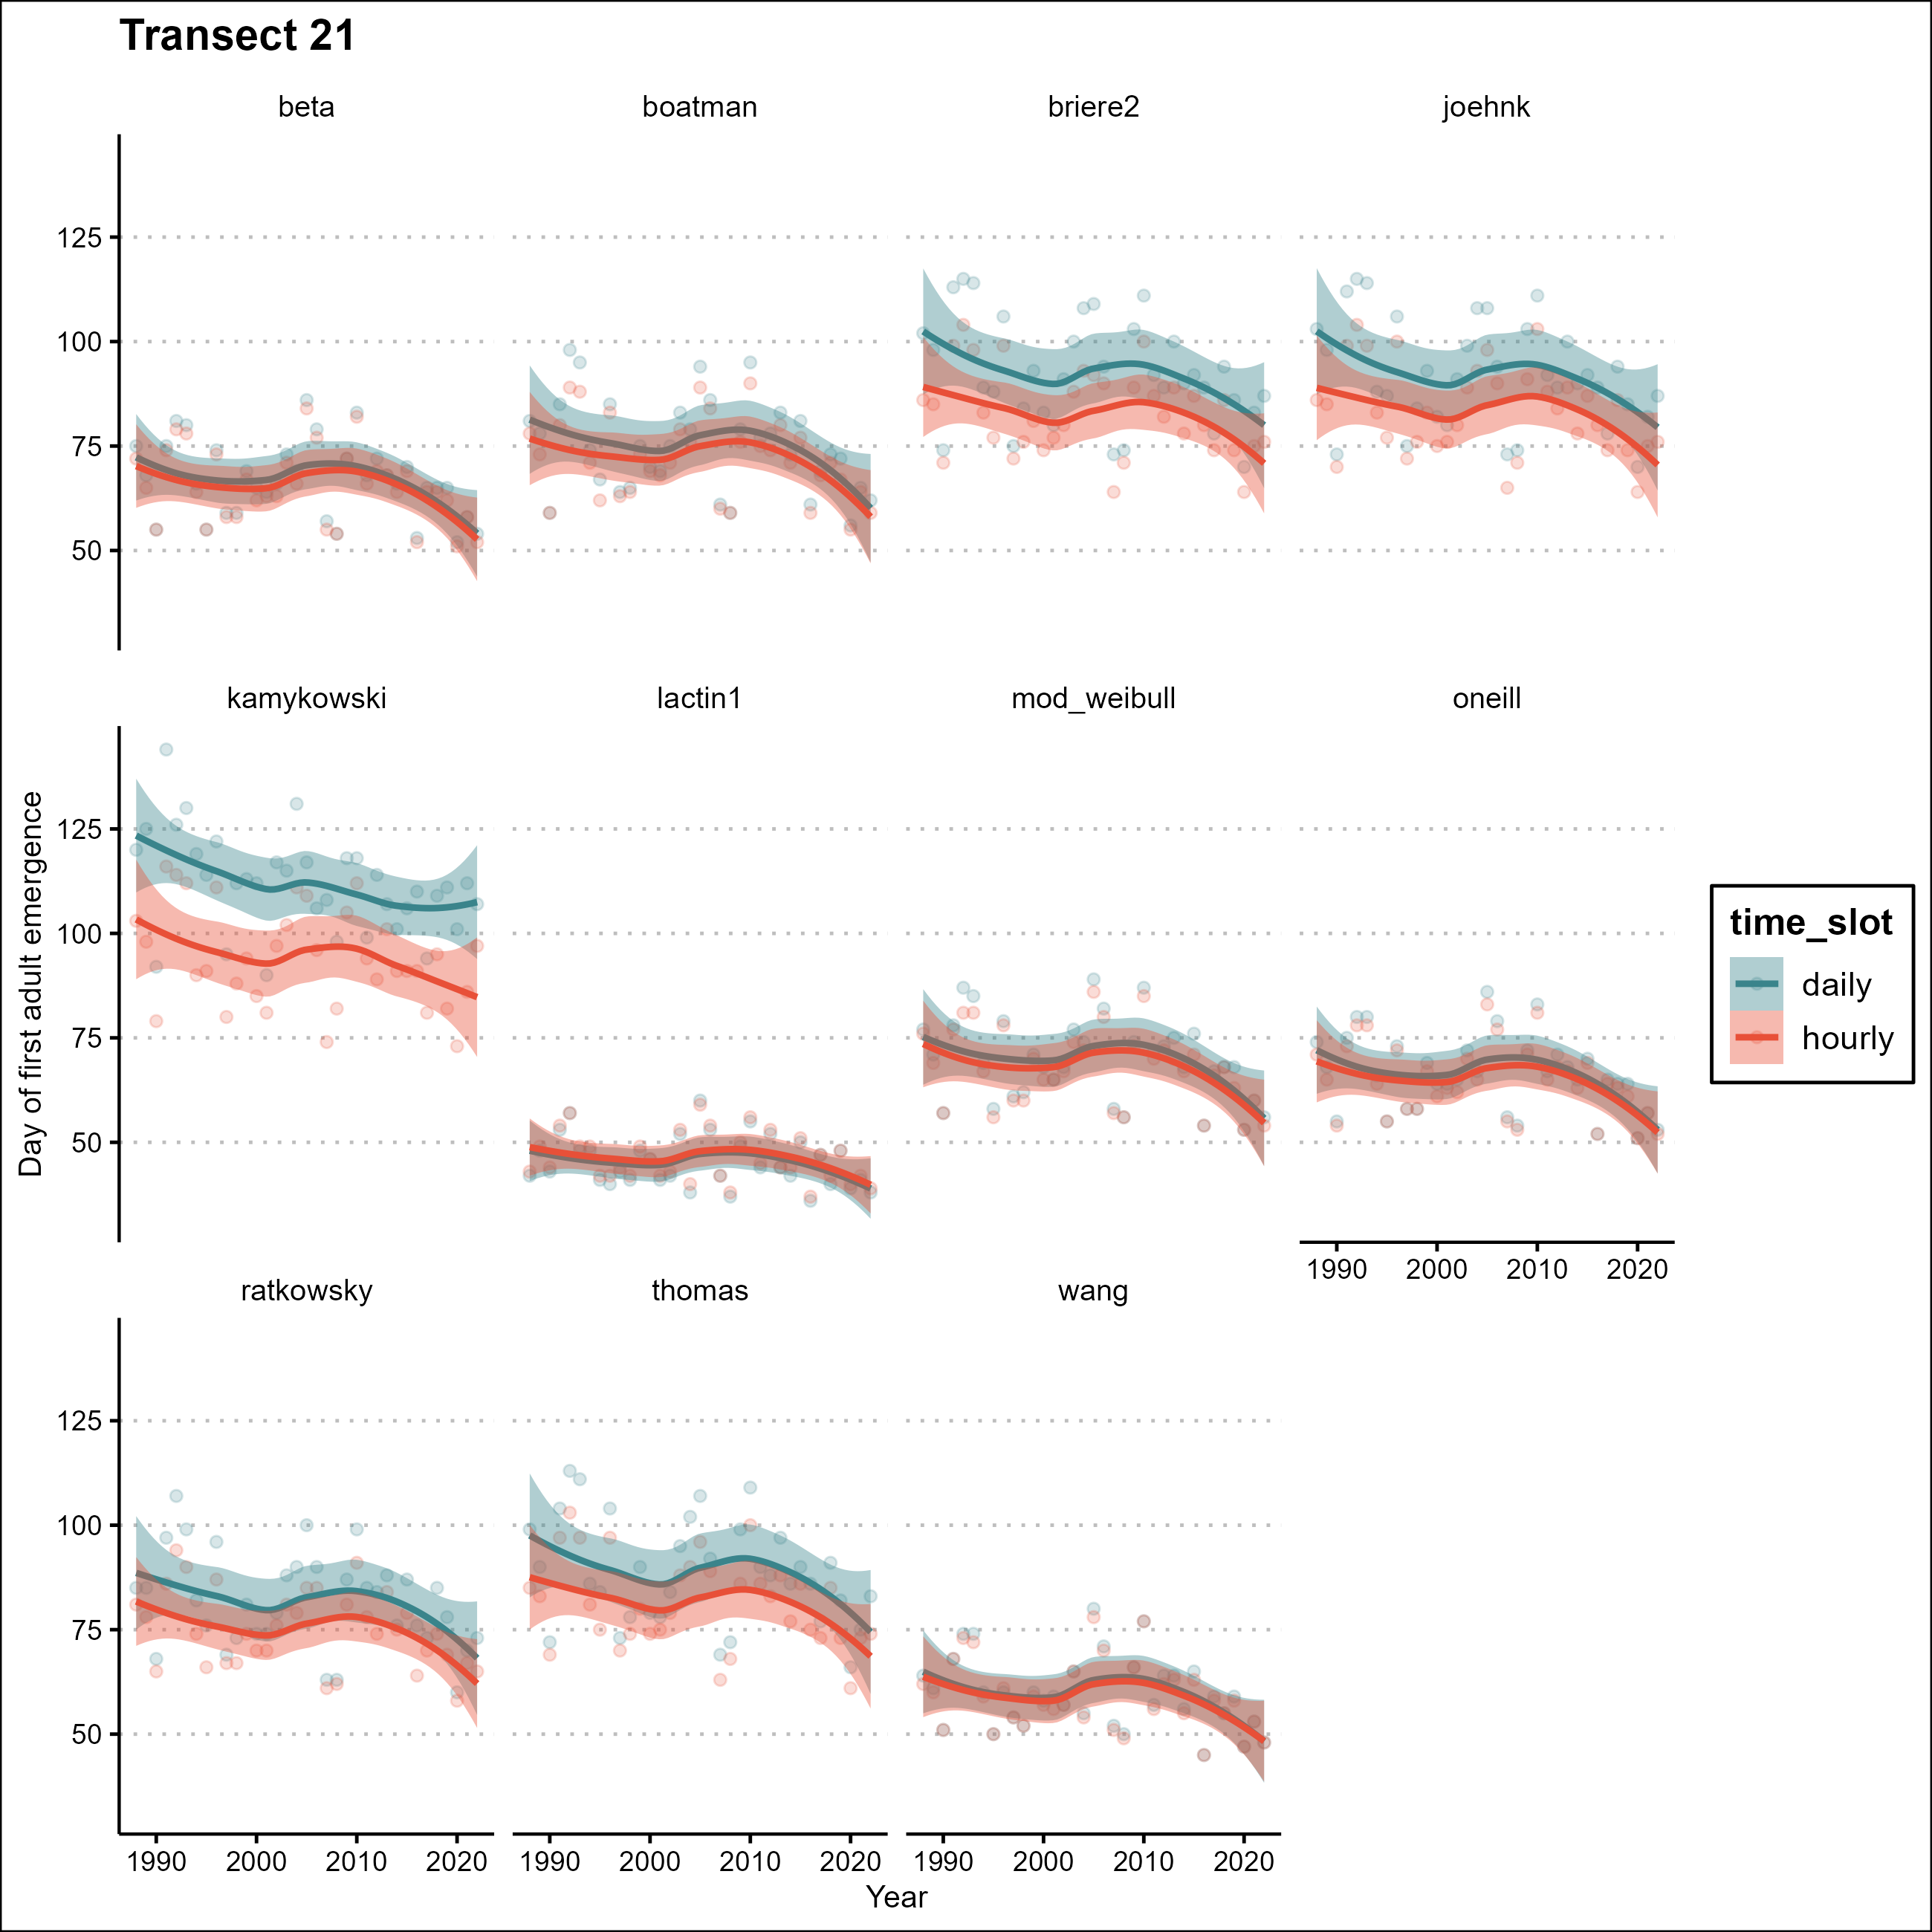 Transect 21
beta boatman briere2 joehnk
125
100
75
50
kamykowski lactin1 mod_weibull oneill
125
100
75
50
1990 2000 2010 2020
ratkowsky thomas wang
125
100
75
50
1990 2000 2010 2020 1990 2000 2010 2020 1990 2000 2010 2020
Year
Day of first adult emergence
time_slot
daily
hourly